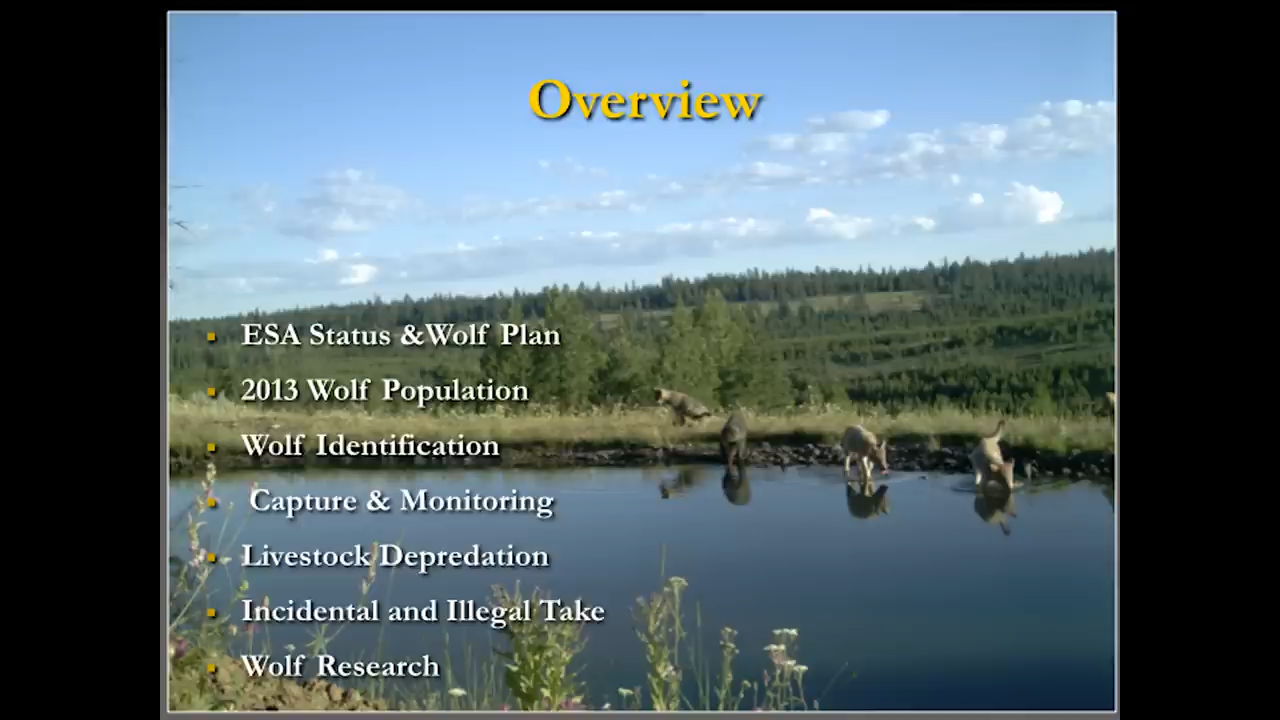 Overview
ESA Status &Wolf Plan
2013 Wolf Population
Wolf Identification
Capture & Monitoring
Livestock Depredation
Incidental and Illegal Take
Wolf Research